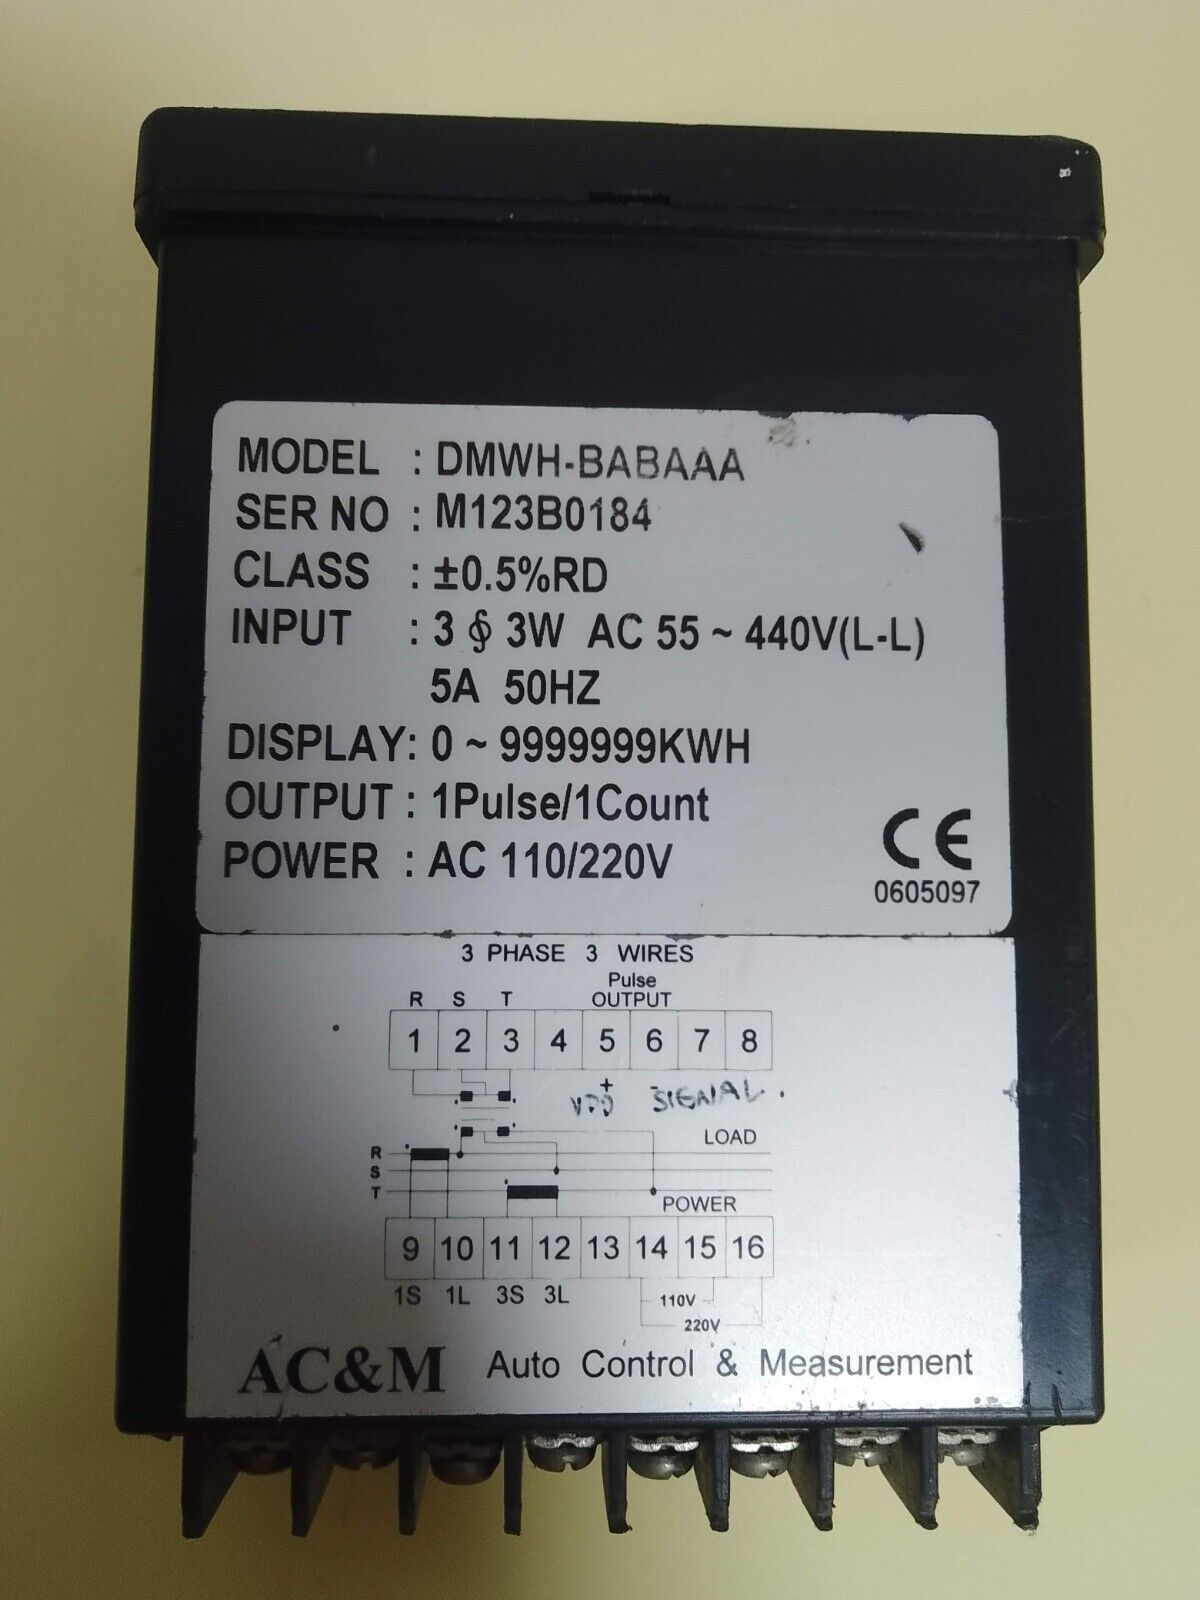 MODEL : DMWH-BABAAA
SER NO : M123B0184
CLASS : ±0.5%RD
INPUT : 3 ∮ 3W AC 55 ~ 440V(L-L)
5A 50HZ
DISPLAY: 0 ~ 9999999KWH
OUTPUT : 1Pulse/1Count
POWER : AC 110/220V
CE
0605097
3 PHASE 3 WIRES
Pulse
R S T OUTPUT
1 2 3 4 5 6 7 8
+ -
SIGNAL.
LOAD
R
S
T
POWER
9 10 11 12 13 14 15 16
1S 1L 3S 3L
110V
220V
AC&M Auto Control & Measurement